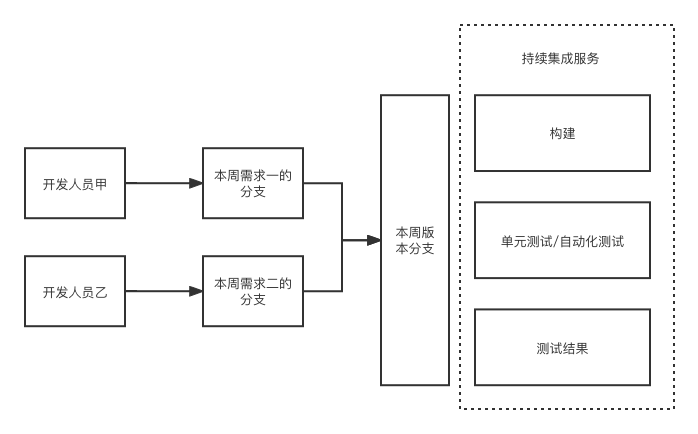 持续集成服务
构建
开发人员甲
本周需求一的
分支
本周版
本分支
单元测试/自动化测试
开发人员乙
本周需求二的
分支
测试结果